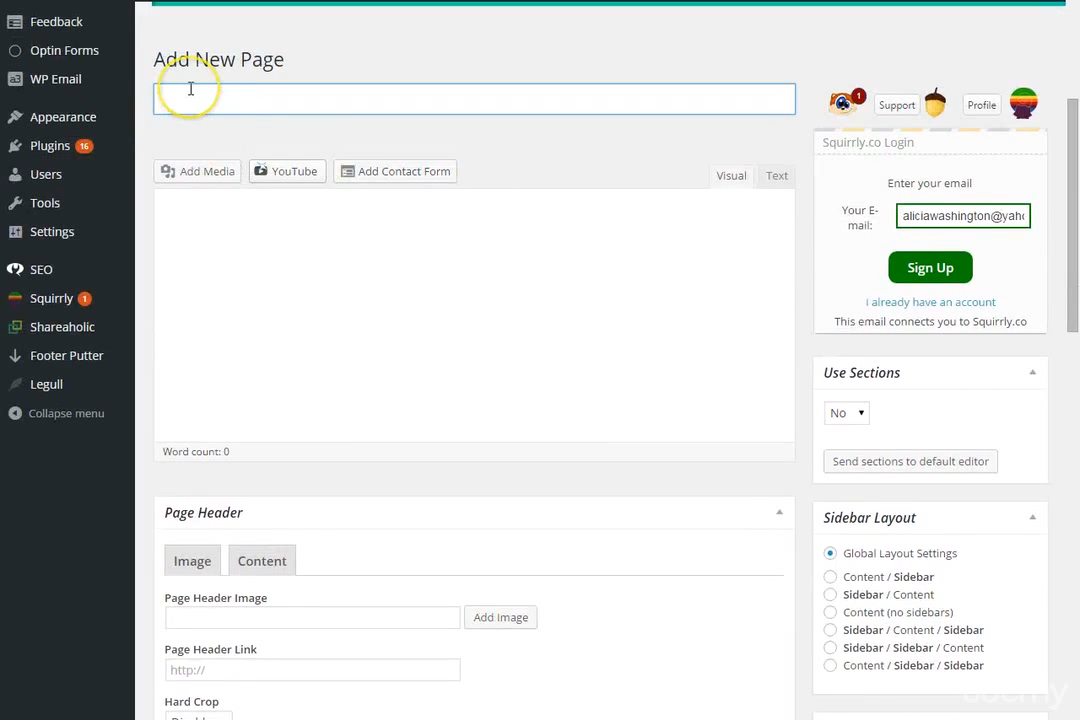 Feedback
Optin Forms
WP Email
Appearance
Plugins 16
Users
Tools
Settings
SEO
Squirrly 1
Shareaholic
Footer Putter
Legull
Collapse menu
Add New Page
Add Media
YouTube
Add Contact Form
Visual
Text
Word count: 0
Page Header
Image
Content
Page Header Image
Add Image
Page Header Link
http://
Hard Crop
1
Support
Profile
Squirrly.co Login
Enter your email
Your E-
mail:
aliciawashington@yah
Sign Up
I already have an account
This email connects you to Squirrly.co
Use Sections
No
Send sections to default editor
Sidebar Layout
Global Layout Settings
Content / Sidebar
Sidebar / Content
Content (no sidebars)
Sidebar / Content / Sidebar
Sidebar / Sidebar / Content
Content / Sidebar / Sidebar
udemy